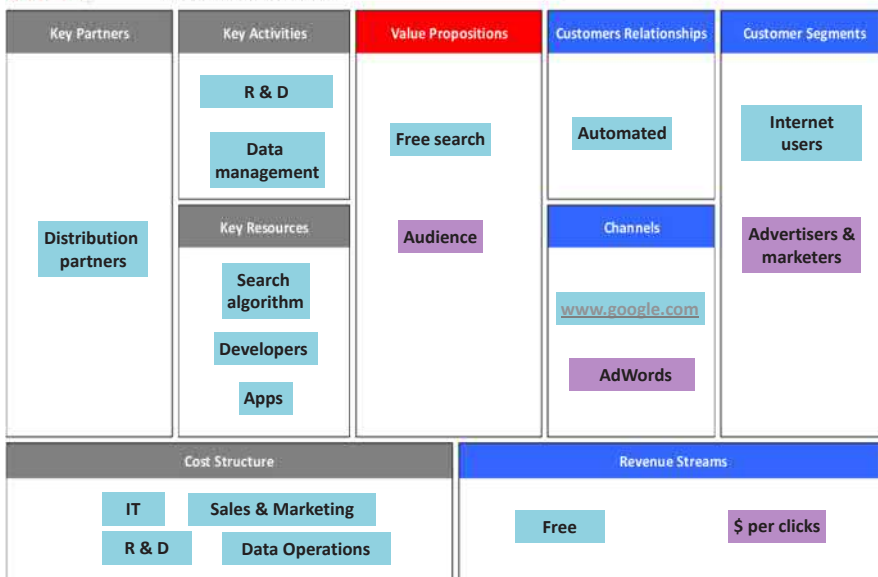 Key Partners
Key Activities
Value Propositions
Customers Relationships
Customer Segments
R & D
Data
management
Free search
Automated
Internet
users
Distribution
partners
Key Resources
Audience
Channels
Advertisers &
marketers
Search
algorithm
Developers
Apps
www.google.com
AdWords
Cost Structure
Revenue Streams
IT
Sales & Marketing
R & D
Data Operations
Free
$ per clicks